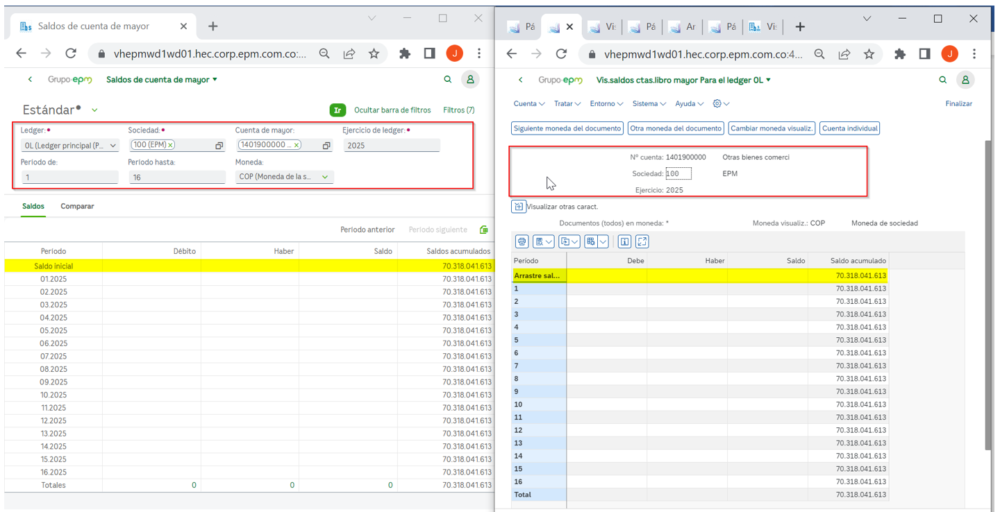 Saldos de cuenta de mayor
vhepmwd1wd01.hec.corp.epm.com.co:...
J
Grupo·epm
Saldos de cuenta de mayor
Estándar
Ir
Ocultar barra de filtros
Filtros (7)
Ledger:
Sociedad:
Cuenta de mayor:
Ejercicio de ledger:
0L (Ledger principal (P...
100 (EPM)
1401900000 ...
2025
Período de:
Período hasta:
Moneda:
1
16
COP (Moneda de la s...
Saldos
Comparar
Período anterior
Período siguiente
Período Débito Haber Saldo Saldos acumulados
Saldo inicial 70.318.041.613
01.2025 70.318.041.613
02.2025 70.318.041.613
03.2025 70.318.041.613
04.2025 70.318.041.613
05.2025 70.318.041.613
06.2025 70.318.041.613
07.2025 70.318.041.613
08.2025 70.318.041.613
09.2025 70.318.041.613
10.2025 70.318.041.613
11.2025 70.318.041.613
12.2025 70.318.041.613
13.2025 70.318.041.613
14.2025 70.318.041.613
15.2025 70.318.041.613
16.2025 70.318.041.613
Totales 0 0 0 70.318.041.613
Pá
Vis
Pá
Ar
Pá
Vis
vhepmwd1wd01.hec.corp.epm.com.co:4...
J
Grupo·epm
Vis.saldos ctas.libro mayor Para el ledger 0L
Cuenta
Tratar
Entorno
Sistema
Ayuda
Finalizar
Siguiente moneda del documento
Otra moneda del documento
Cambiar moneda visualiz.
Cuenta individual
Nº cuenta: 1401900000 Otras bienes comerci
Sociedad: 100 EPM
Ejercicio: 2025
Visualizar otras caract.
Documentos (todos) en moneda: * Moneda visualiz.: COP Moneda de sociedad
Período Debe Haber Saldo Saldo acumulado
Arrastre sal... 70.318.041.613
1 70.318.041.613
2 70.318.041.613
3 70.318.041.613
4 70.318.041.613
5 70.318.041.613
6 70.318.041.613
7 70.318.041.613
8 70.318.041.613
9 70.318.041.613
10 70.318.041.613
11 70.318.041.613
12 70.318.041.613
13 70.318.041.613
14 70.318.041.613
15 70.318.041.613
16 70.318.041.613
Total 70.318.041.613